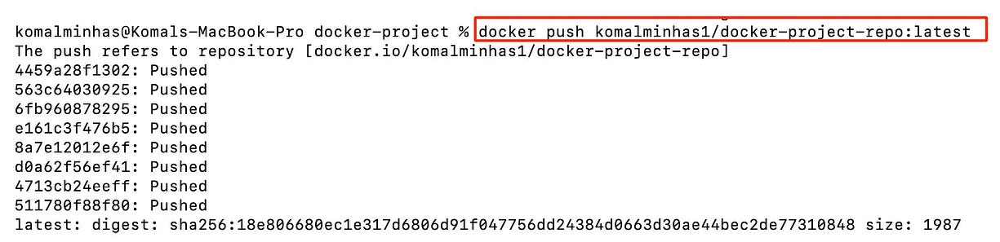 komalminhas@Komals-MacBook-Pro docker-project % docker push komalminhas1/docker-project-repo:latest
The push refers to repository [docker.io/komalminhas1/docker-project-repo]
4459a28f1302: Pushed
563c64030925: Pushed
6fb960878295: Pushed
e161c3f476b5: Pushed
8a7e12012e6f: Pushed
d0a62f56ef41: Pushed
4713cb24eeff: Pushed
511780f88f80: Pushed
latest: digest: sha256:18e806680ec1e317d6806d91f047756dd24384d0663d30ae44bec2de77310848 size: 1987